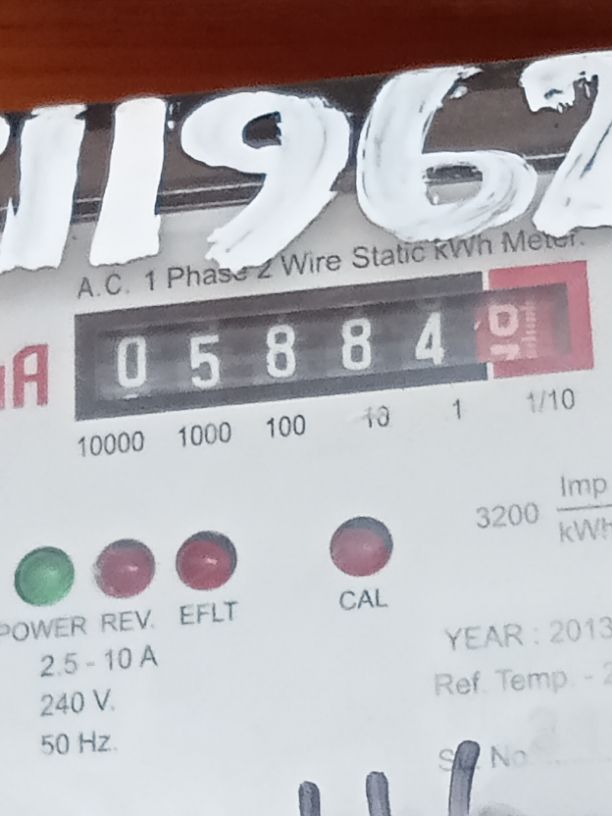 11962
A.C. 1 Phase 2 Wire Static kWh Meter.
0 5 8 8 4
10000 1000 100 10 1 1/10
3200 Imp
kWh
POWER REV. EFLT CAL
2.5 - 10 A
240 V.
50 Hz.
YEAR : 2013
Ref. Temp. -
No